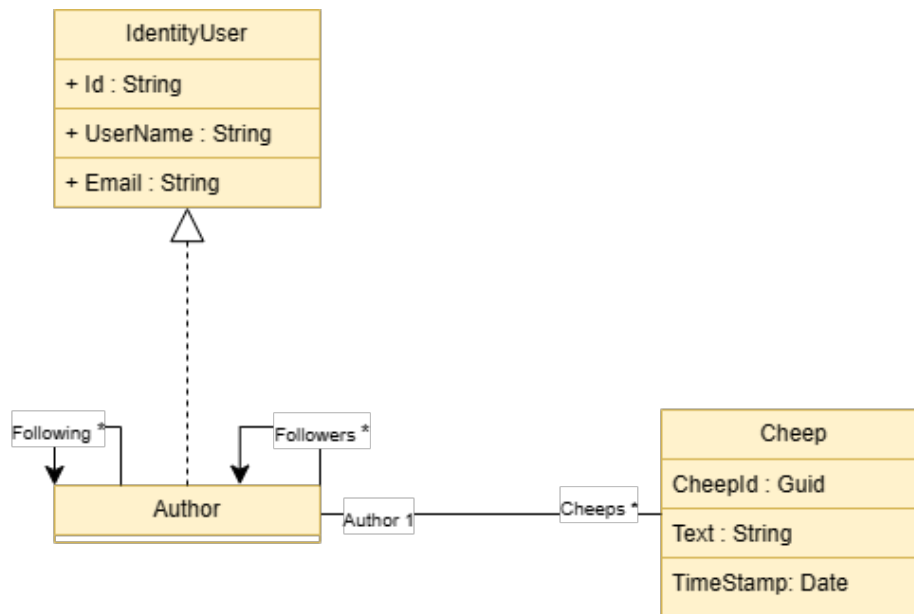 IdentityUser
+ Id : String
+ UserName : String
+ Email : String
Following *
Followers *
Author
Author 1
Cheeps *
Cheep
CheepId : Guid
Text : String
TimeStamp: Date